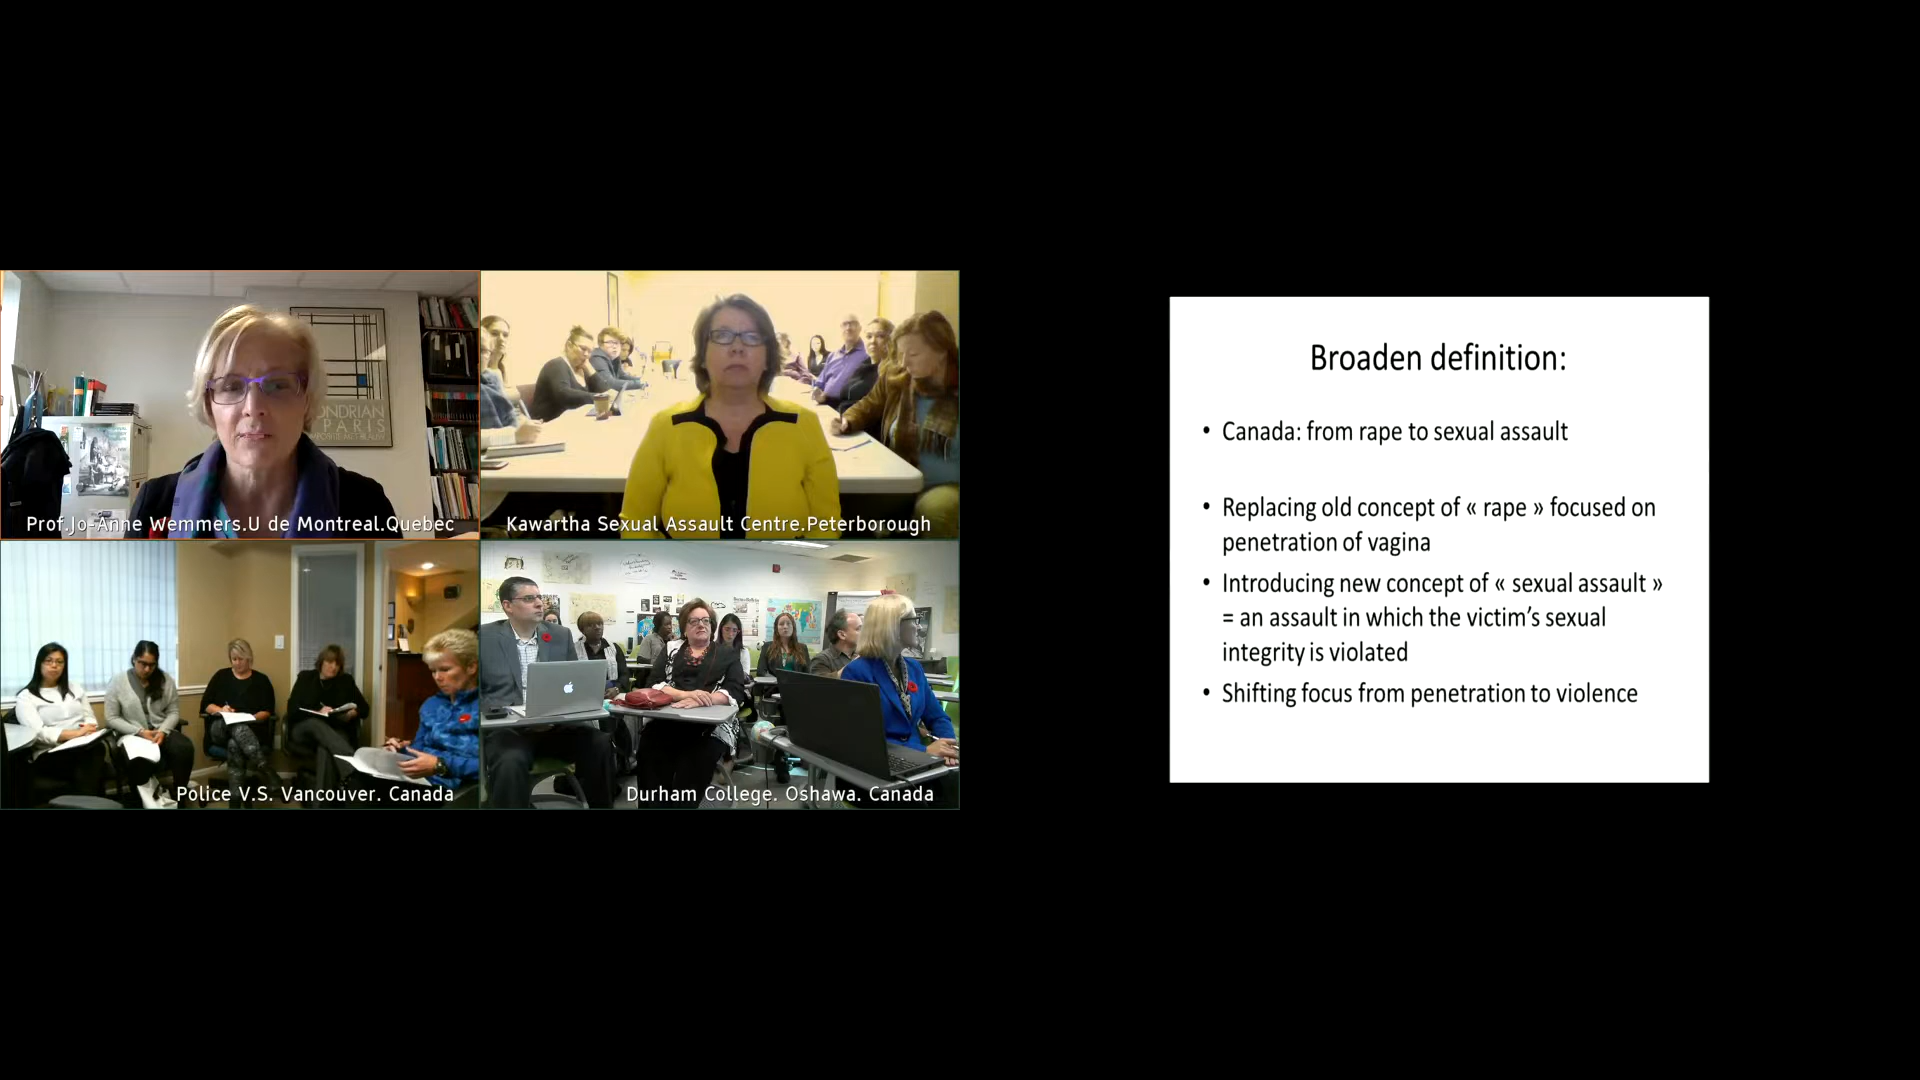 ONDRIAN
PARIS
Prof.Jo-Anne Wemmers.U de Montreal.Quebec
Kawartha Sexual Assault Centre.Peterborough
Police V.S. Vancouver. Canada
Durham College. Oshawa. Canada
Broaden definition:
• Canada: from rape to sexual assault
• Replacing old concept of « rape » focused on
penetration of vagina
• Introducing new concept of « sexual assault »
= an assault in which the victim’s sexual
integrity is violated
• Shifting focus from penetration to violence